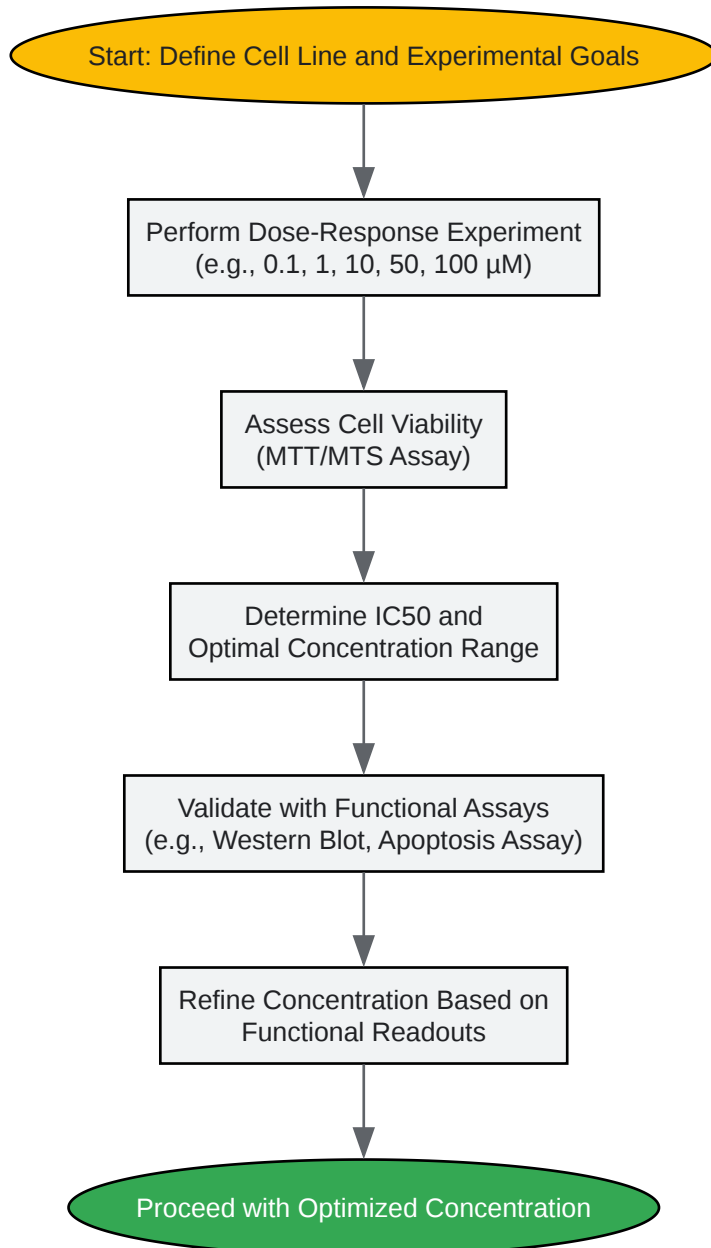 Start: Define Cell Line and Experimental Goals
Perform Dose-Response Experiment
(e.g., 0.1, 1, 10, 50, 100 µM)
Assess Cell Viability
(MTT/MTS Assay)
Determine IC50 and
Optimal Concentration Range
Validate with Functional Assays
(e.g., Western Blot, Apoptosis Assay)
Refine Concentration Based on
Functional Readouts
Proceed with Optimized Concentration